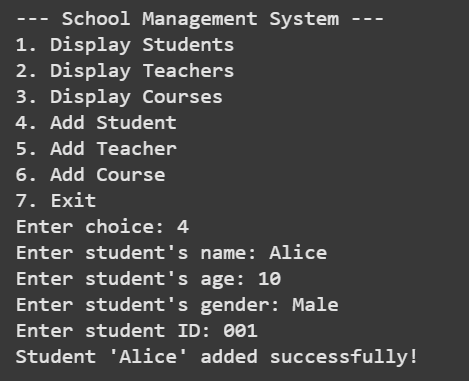 --- School Management System ---
1. Display Students
2. Display Teachers
3. Display Courses
4. Add Student
5. Add Teacher
6. Add Course
7. Exit
Enter choice: 4
Enter student's name: Alice
Enter student's age: 10
Enter student's gender: Male
Enter student ID: 001
Student 'Alice' added successfully!